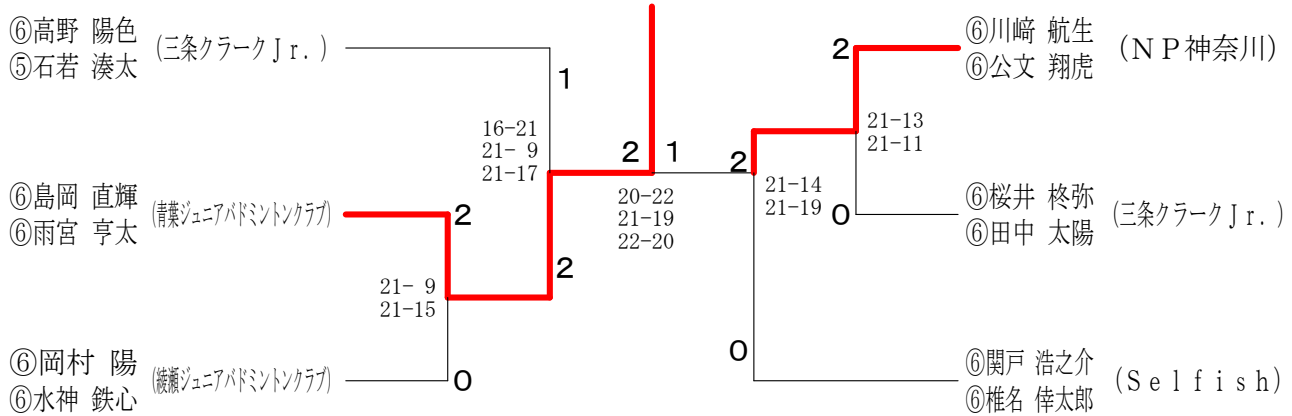 ⑥高野 陽色
⑤石若 湊太
(三条クラークJr.)
1
16-21
21- 9
21-17
⑥島岡 直輝
⑥雨宮 亨太
(青葉ジュニアバドミントンクラブ)
2
2
21- 9
21-15
⑥岡村 陽
⑥水神 鉄心
(綾瀬ジュニアバドミントンクラブ)
0
2
1
20-22
21-19
22-20
⑥川﨑 航生
⑥公文 翔虎
(NP神奈川)
2
21-13
21-11
2
21-14
21-19
0
⑥桜井 柊弥
⑥田中 太陽
(三条クラークJr.)
0
⑥関戸 浩之介
⑥椎名 倖太郎
(Selfish)